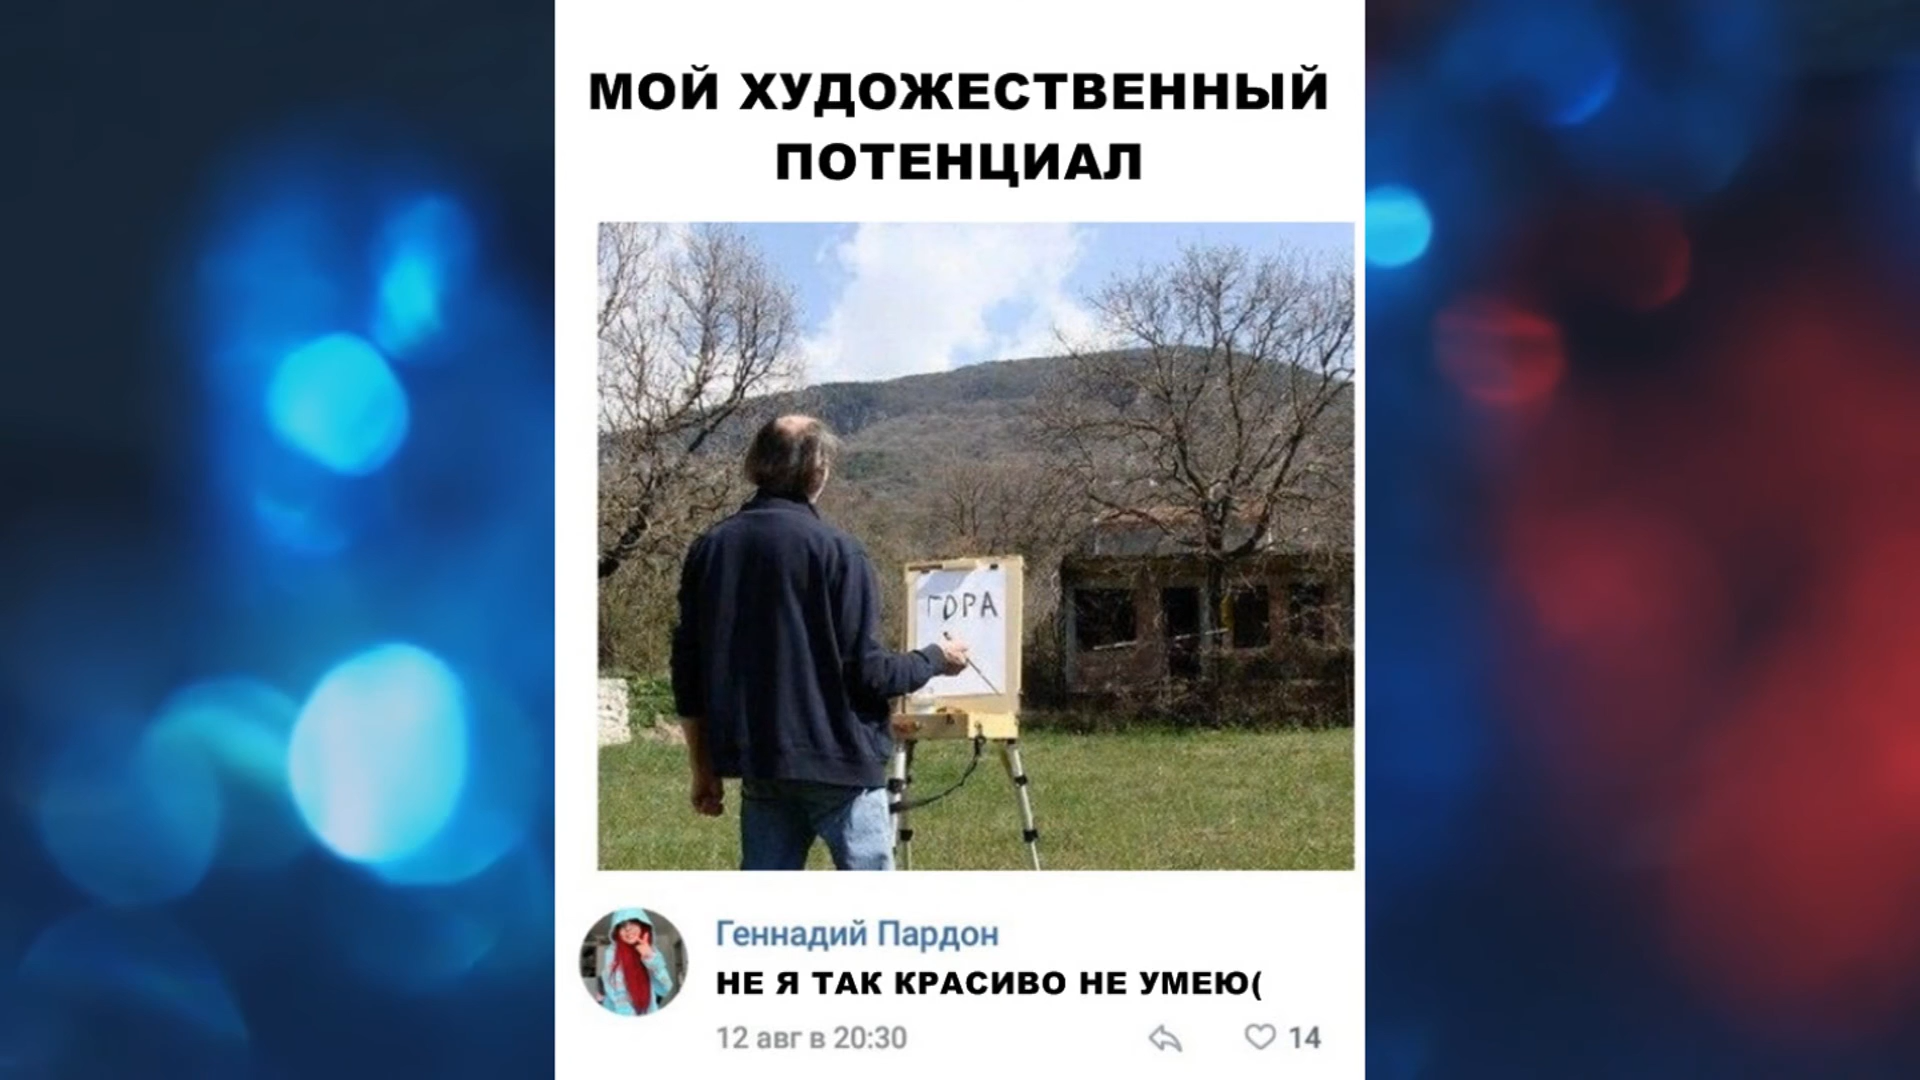 МОЙ ХУДОЖЕСТВЕННЫЙ
ПОТЕНЦИАЛ
ГОРА
Геннадий Пардон
НЕ Я ТАК КРАСИВО НЕ УМЕЮ(
12 авг в 20:30
14